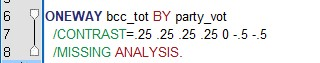 6 ONEWAY bcc_tot BY party_vot
7 /CONTRAST=.25 .25 .25 .25 0 -.5 -.5
8 /MISSING ANALYSIS.